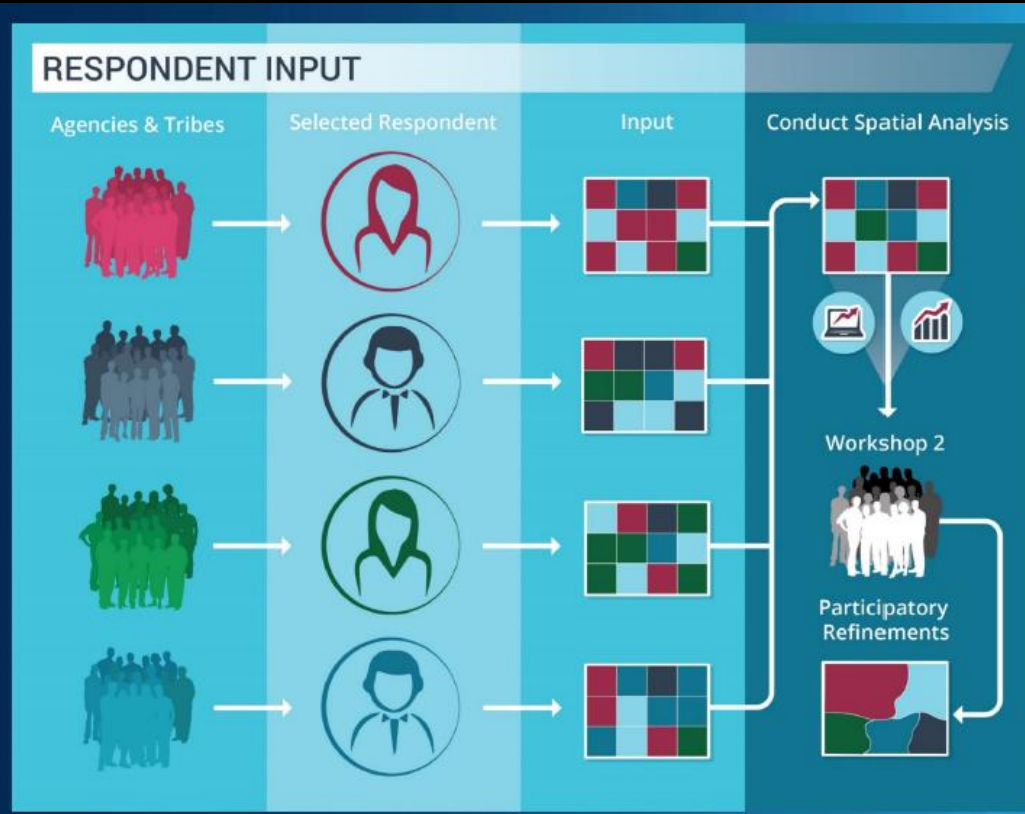 RESPONDENT INPUT
Agencies & Tribes
Selected Respondent
Input
Conduct Spatial Analysis
Workshop 2
Participatory
Refinements